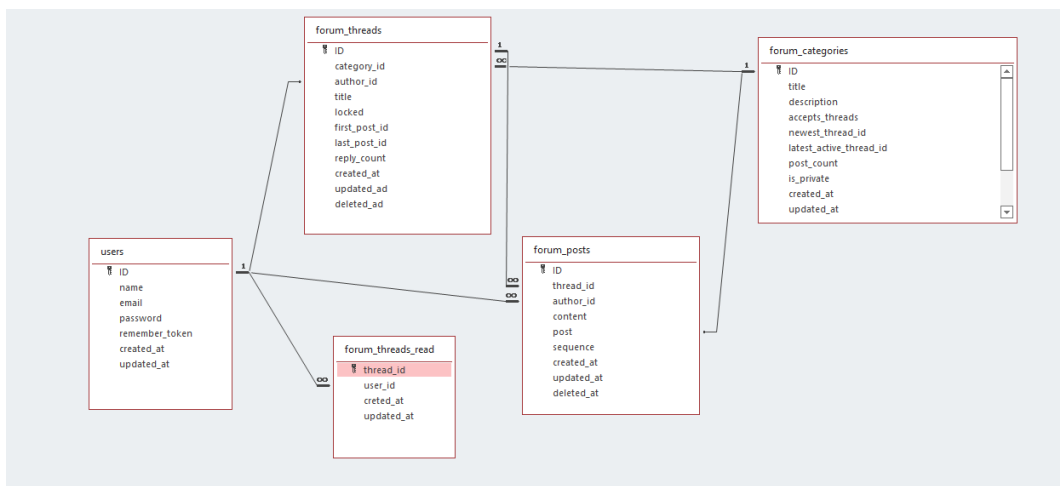 forum_threads
ID
category_id
author_id
title
locked
first_post_id
last_post_id
reply_count
created_at
updated_ad
deleted_ad
1
∞
1
forum_categories
ID
title
description
accepts_threads
newest_thread_id
latest_active_thread_id
post_count
is_private
created_at
updated_at
users
ID
name
email
password
remember_token
created_at
updated_at
1
forum_posts
ID
thread_id
author_id
content
post
sequence
created_at
updated_at
deleted_at
∞
∞
forum_threads_read
thread_id
user_id
creted_at
updated_at
∞